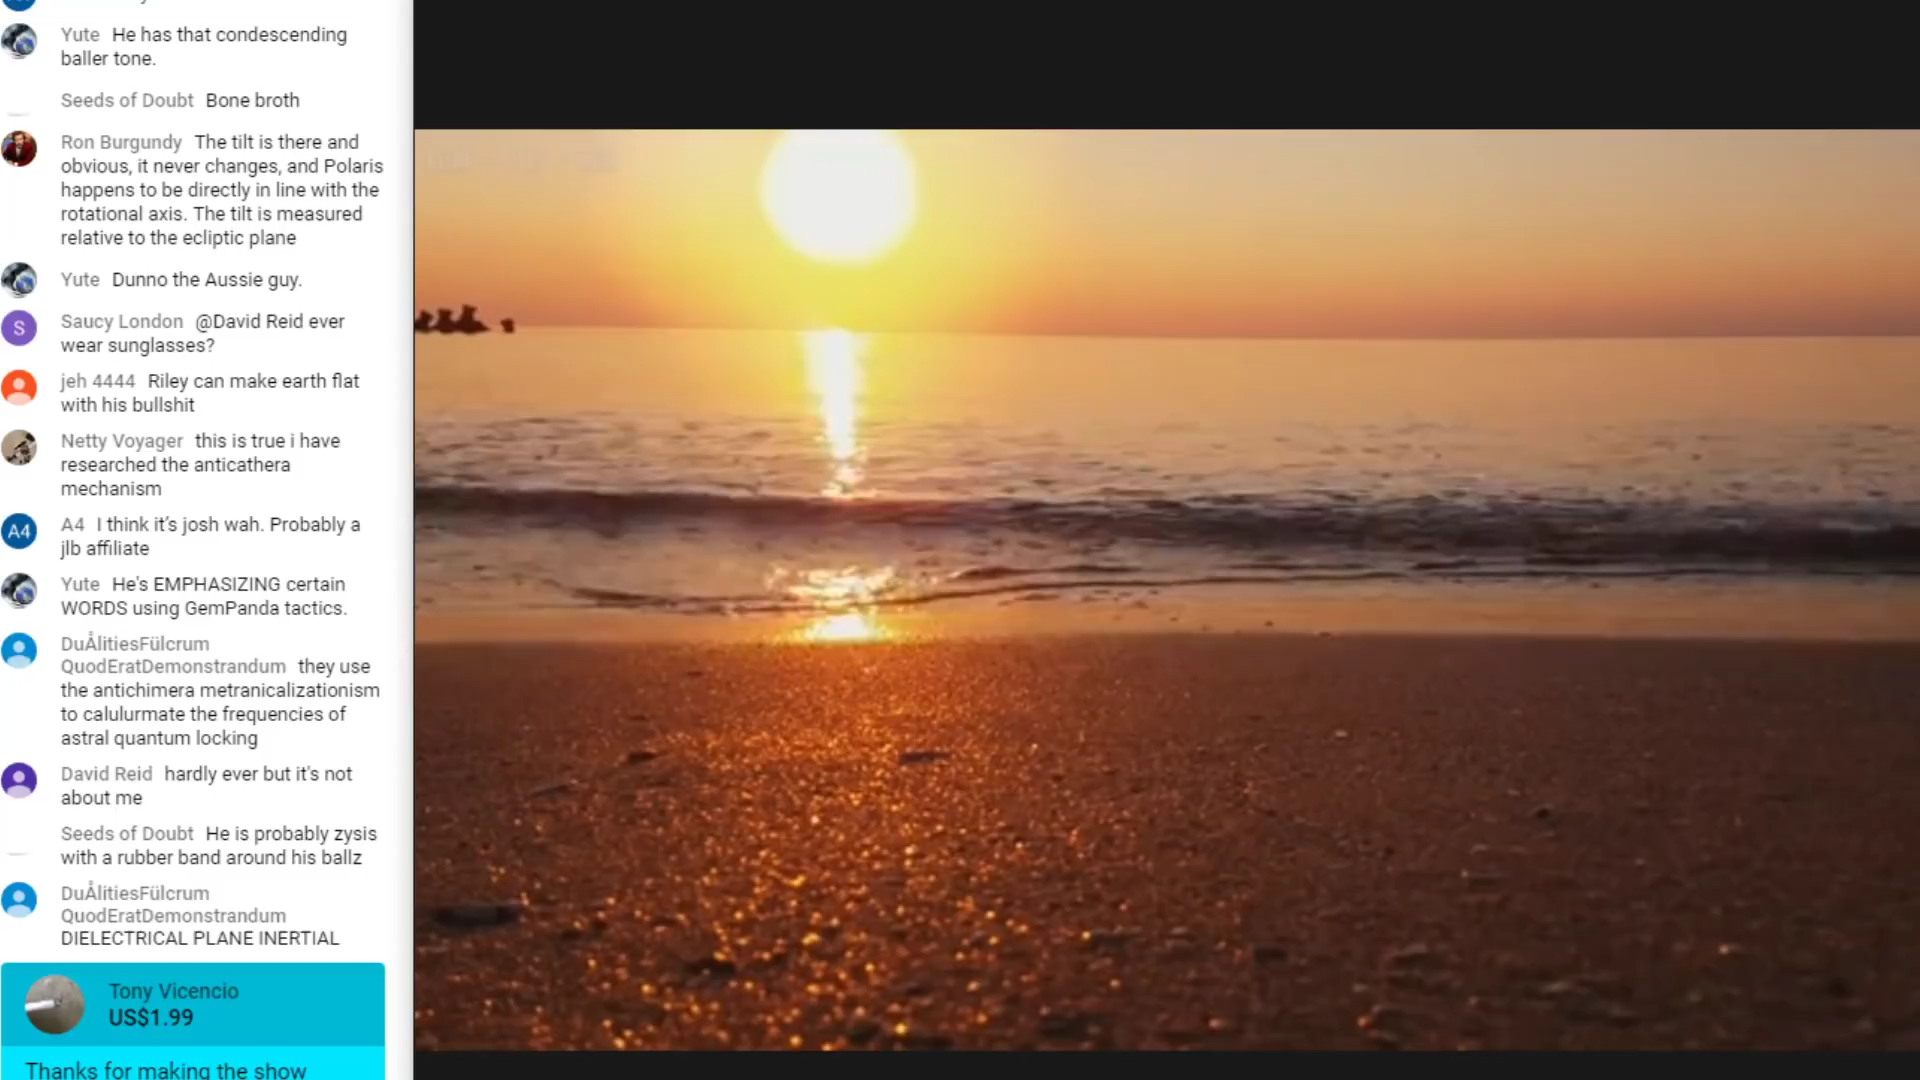 Yute He has that condescending
baller tone.
Seeds of Doubt Bone broth
Ron Burgundy The tilt is there and
obvious, it never changes, and Polaris
happens to be directly in line with the
rotational axis. The tilt is measured
relative to the ecliptic plane
Yute Dunno the Aussie guy.
S
Saucy London @David Reid ever
wear sunglasses?
jeh 4444 Riley can make earth flat
with his bullshit
Netty Voyager this is true i have
researched the anticathera
mechanism
A4
A4 I think it’s josh wah. Probably a
jlb affiliate
Yute He's EMPHASIZING certain
WORDS using GemPanda tactics.
DuÅlitiesFülcrum
QuodEratDemonstrandum they use
the antichimera metranicalizationism
to calulurmate the frequencies of
astral quantum locking
David Reid hardly ever but it's not
about me
Seeds of Doubt He is probably zysis
with a rubber band around his ballz
DuÅlitiesFülcrum
QuodEratDemonstrandum
DIELECTRICAL PLANE INERTIAL
Tony Vicencio
US$1.99
Thanks for making the show